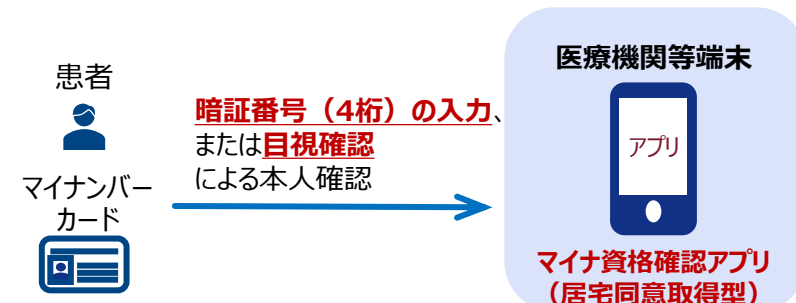 患者
マイナンバー
カード
暗証番号（4桁）の入力、
または目視確認
による本人確認
医療機関等端末
アプリ
マイナ資格確認アプリ
（居宅同意取得型）